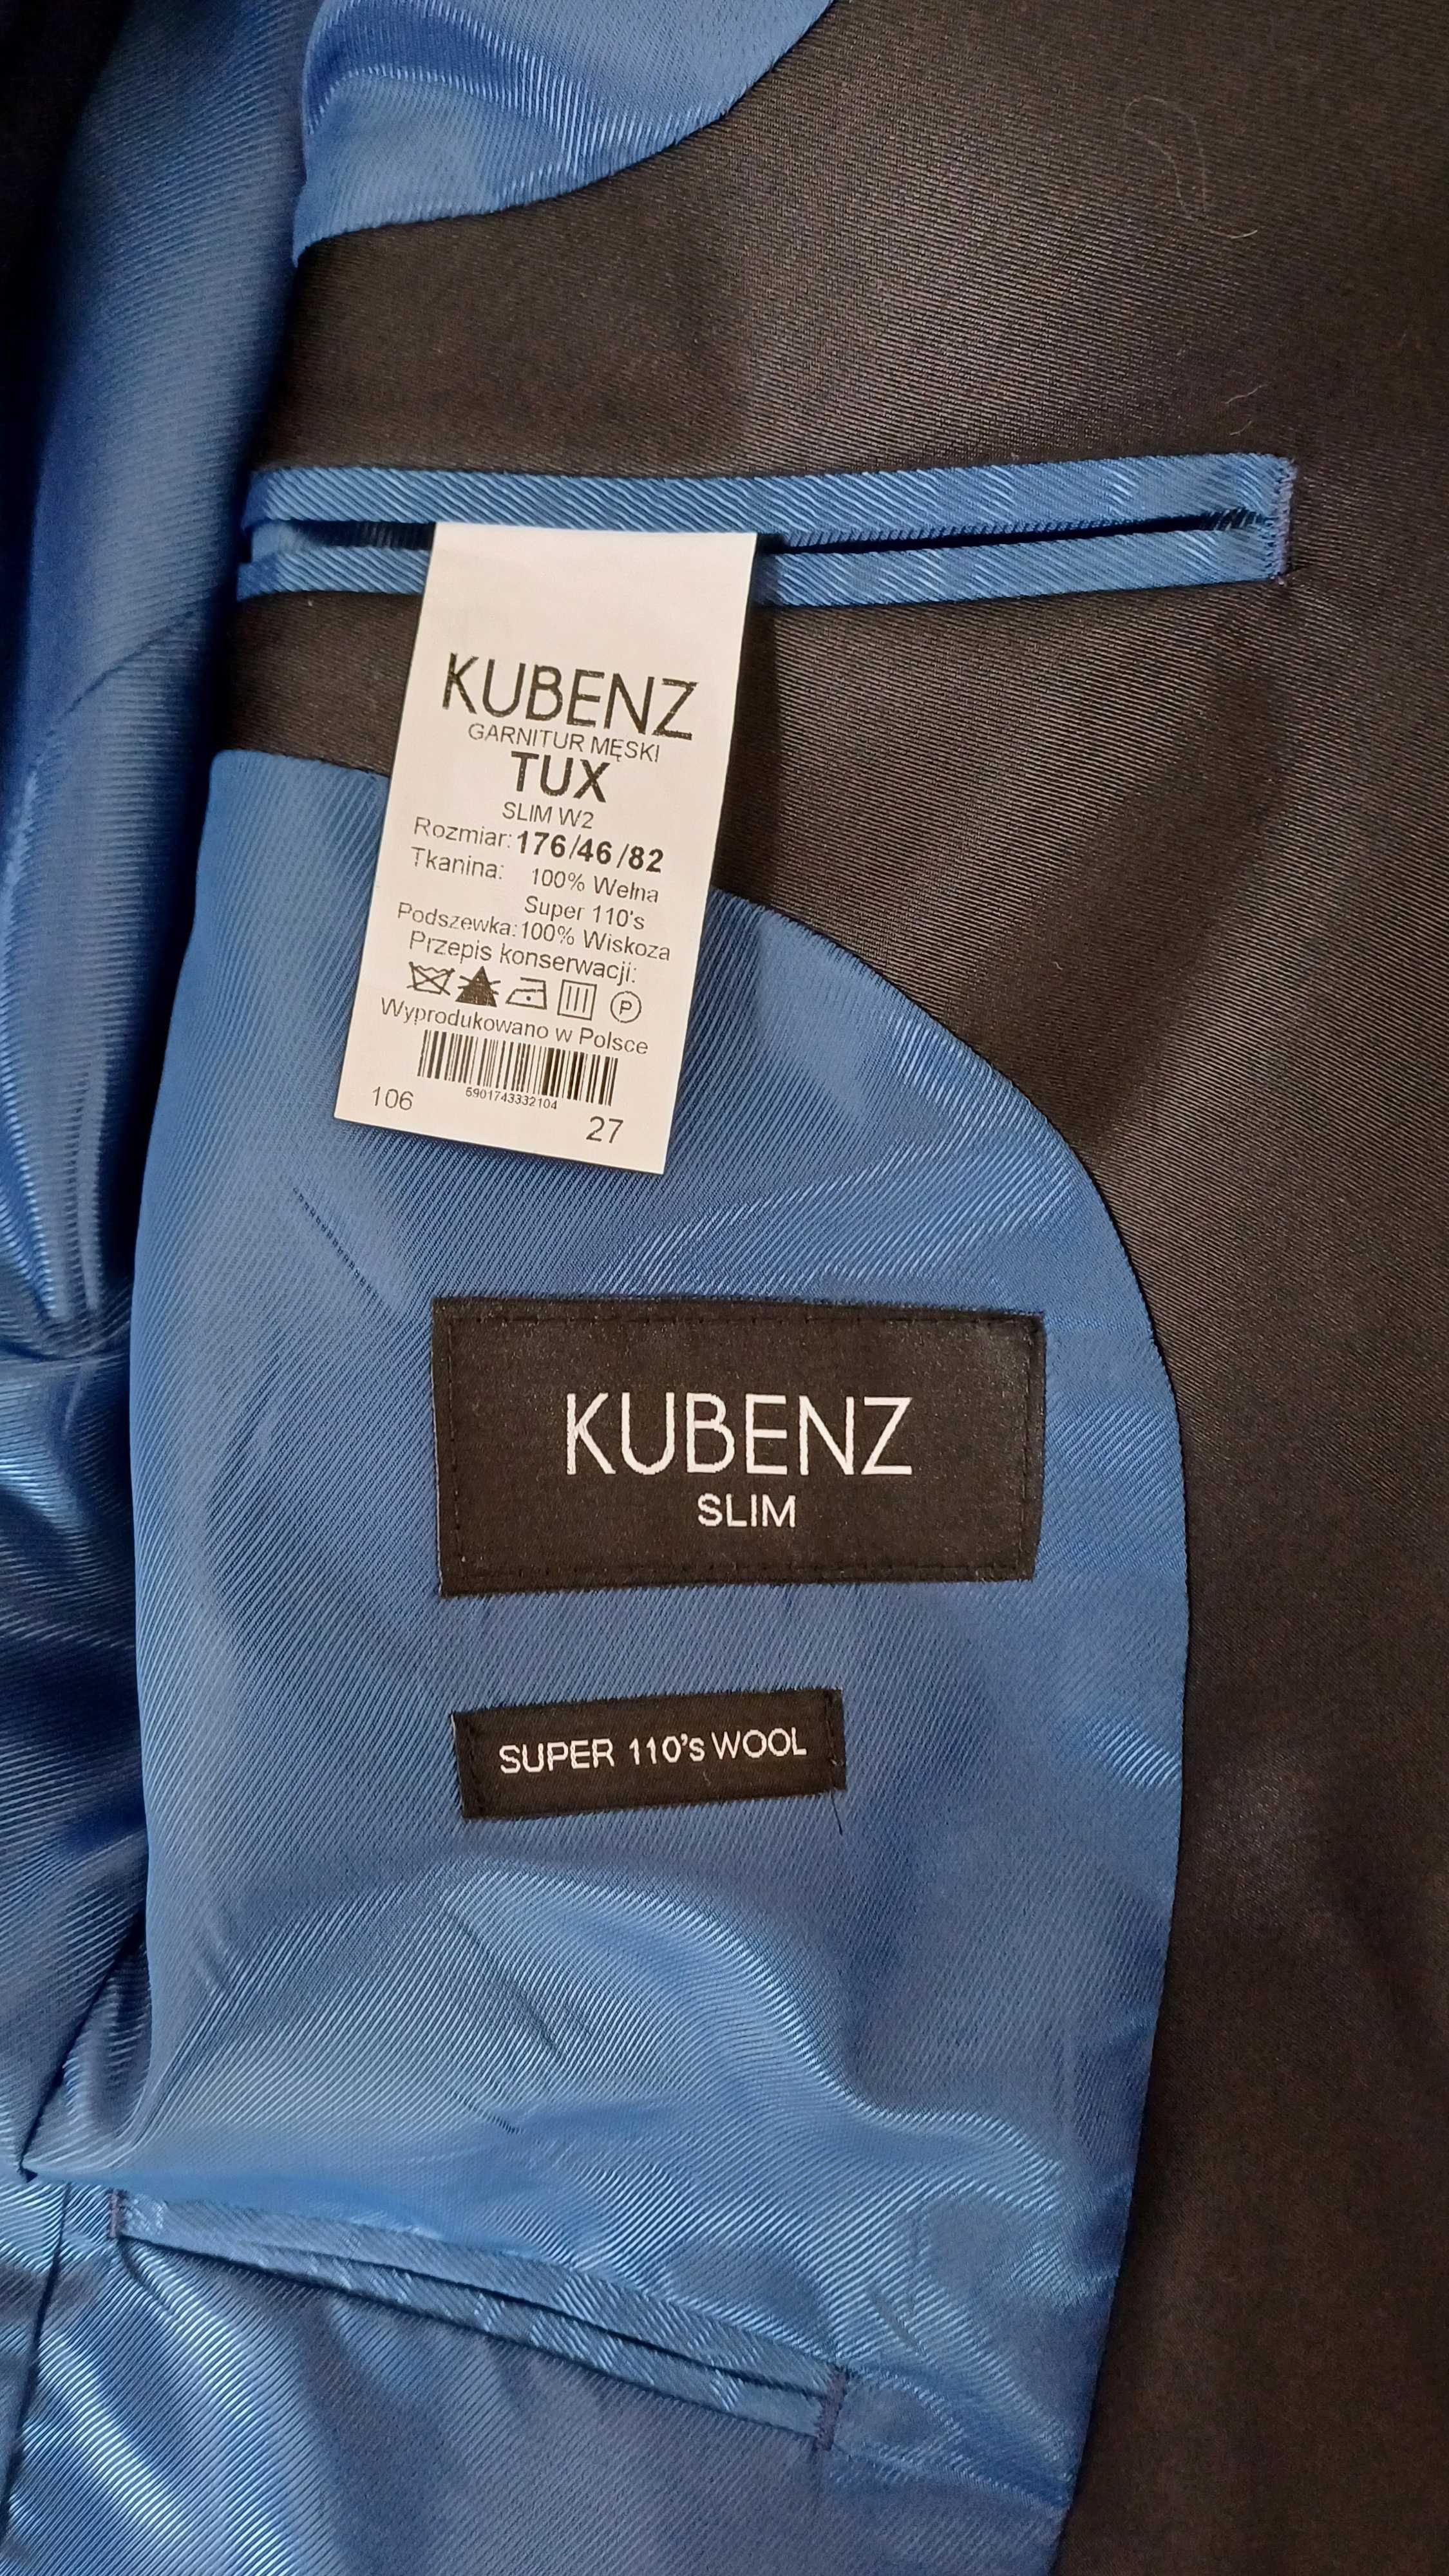 KUBENZ
GARNITUR MĘSKI
TUX
SLIM W2
Rozmiar: 176/46/82
Tkanina: 100% Wełna
Super 110's
Podszewka: 100% Wiskoza
Przepis konserwacji:
P
Wyprodukowano w Polsce
5901743332104
106 27
KUBENZ
SLIM
SUPER 110's WOOL